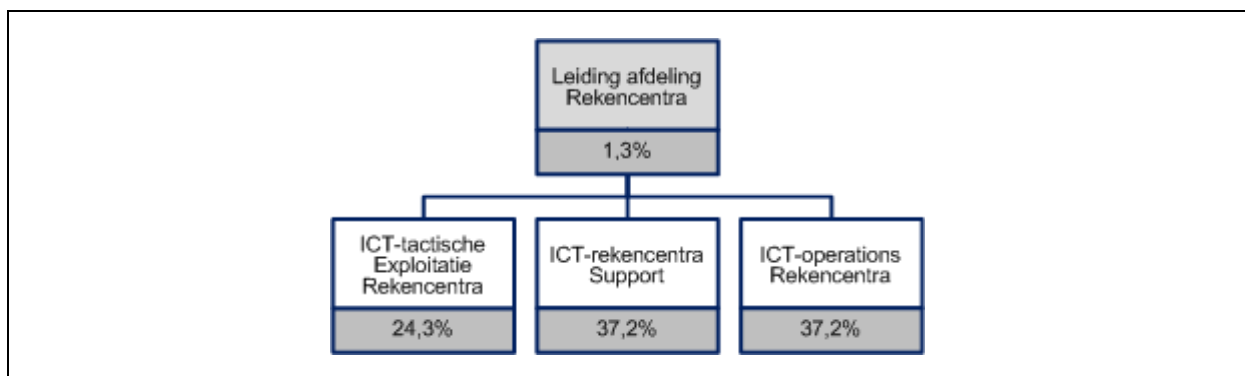 Leiding afdeling
Rekencentra
1,3%
ICT-tactische
Exploitatie
Rekencentra
24,3%
ICT-rekencentra
Support
37,2%
ICT-operations
Rekencentra
37,2%